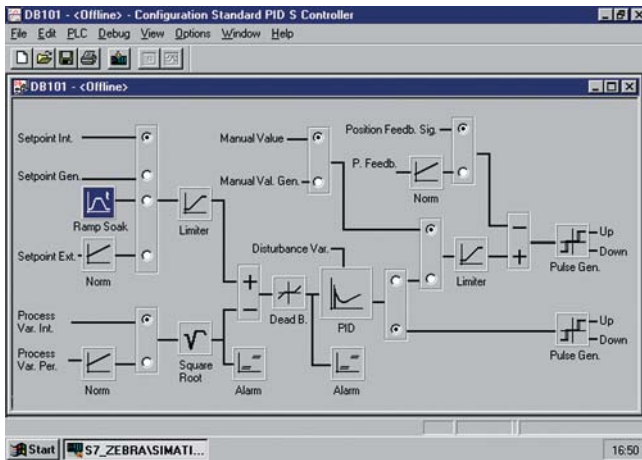 DB101 - <Offline> - Configuration Standard PID S Controller
File Edit PLC Debug View Options Window Help
DB101 - <Offline>
Setpoint Int.
Manual Value
Position Feedb. Sig.
P. Feedb.
Setpoint Gen.
Manual Val. Gen.
Norm
Ramp Soak
Limiter
Up
Down
Setpoint Ext.
Norm
Disturbance Var.
Limiter
Pulse Gen.
Process
Var. Int.
Dead B.
PID
Up
Down
Process
Var. Per.
Norm
Square
Root
Alarm
Alarm
Pulse Gen.
Start
S7_ZEBRA\SIMATI...
16:50